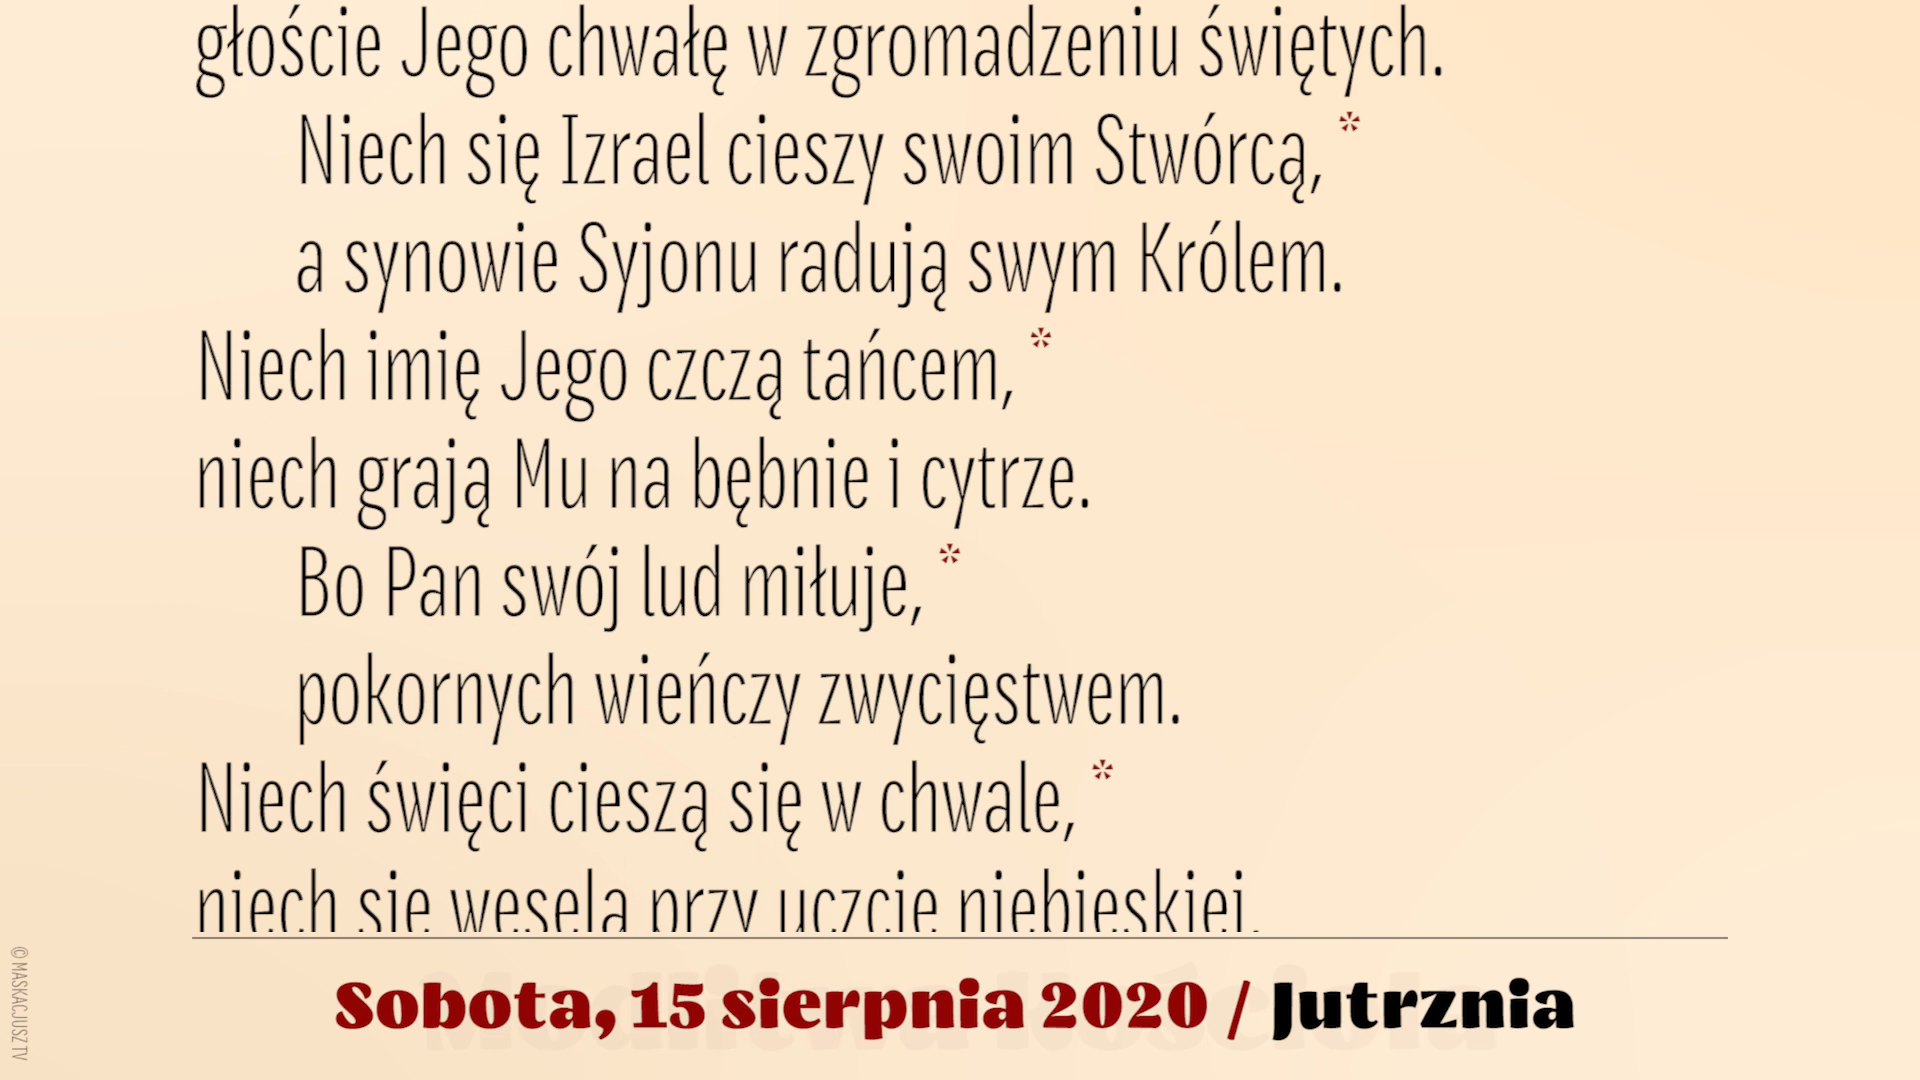 głoście Jego chwałę w zgromadzeniu świętych.
Niech się Izrael cieszy swoim Stwórcą, *
a synowie Syjonu radują swym Królem.
Niech imię Jego czczą tańcem, *
niech grają Mu na bębnie i cytrze.
Bo Pan swój lud miłuje, *
pokornych wieńczy zwycięstwem.
Niech święci cieszą się w chwale, *
niech się weselą przy uczcie niebieskiej.
Sobota, 15 sierpnia 2020 / Jutrznia
© MASKACJUSZ TV